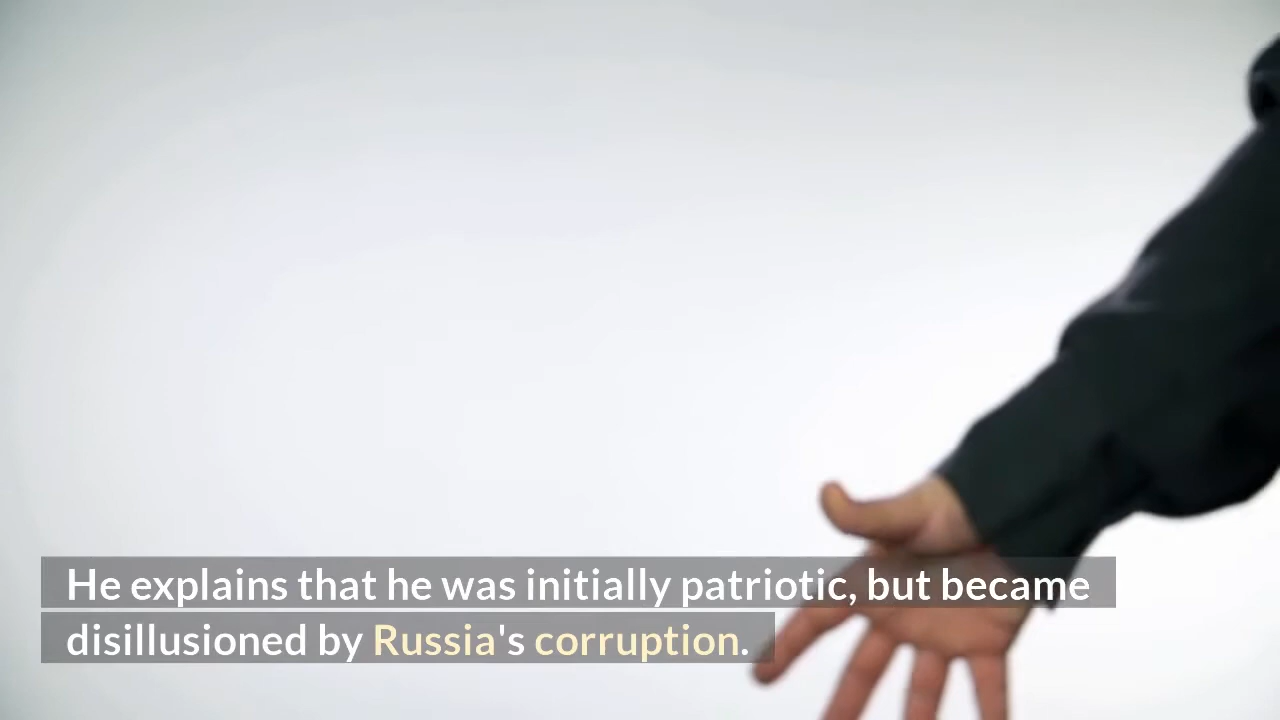 He explains that he was initially patriotic, but became
disillusioned by Russia's corruption.